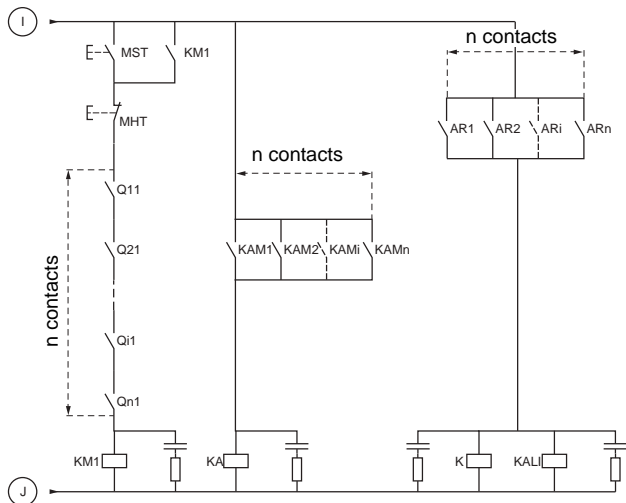 I
MST
KM1
n contacts
AR1
AR2
ARi
ARn
MHT
n contacts
Q11
KAM1
KAM2
KAMi
KAMn
Q21
n contacts
Qi1
Qn1
KM1
KA
K
KALI
J